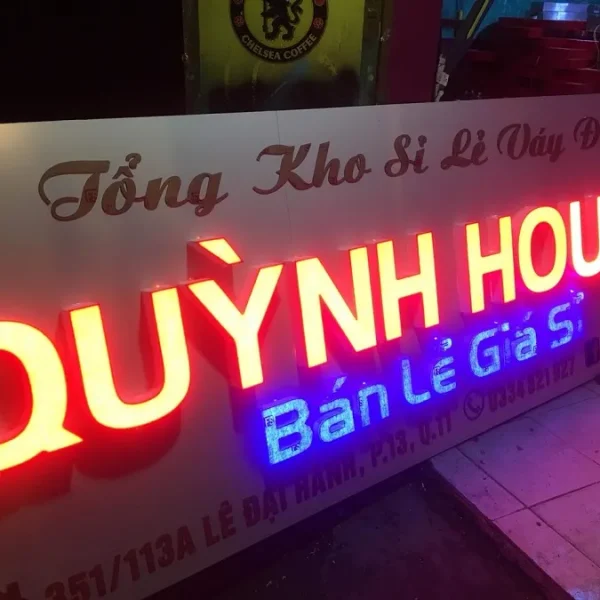 CHELSEA COFFEE
Tổng Kho Si Lẻ Váy Đ
QUỲNH HOU
Bán Lẻ Giá Sỉ
351/113A LÊ ĐẠI HÀNH, P.13, Q.11 0334 821 827